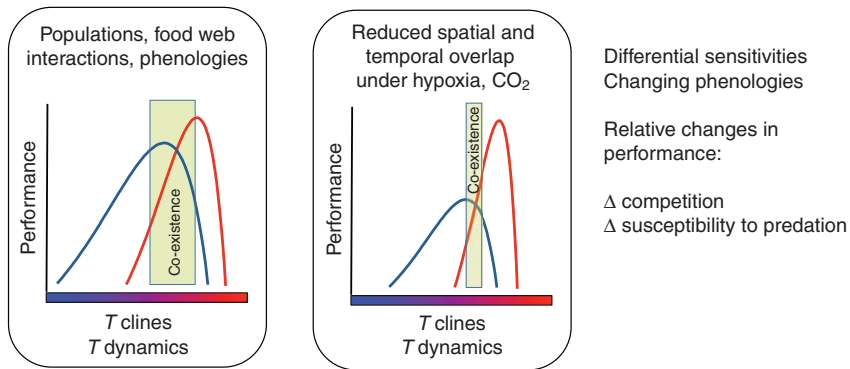 Populations, food web
interactions, phenologies
Performance
Co-existence
T clines
T dynamics
Reduced spatial and
temporal overlap
under hypoxia, CO₂
Performance
Co-existence
T clines
T dynamics
Differential sensitivities
Changing phenologies
Relative changes in
performance:
Δ competition
Δ susceptibility to predation